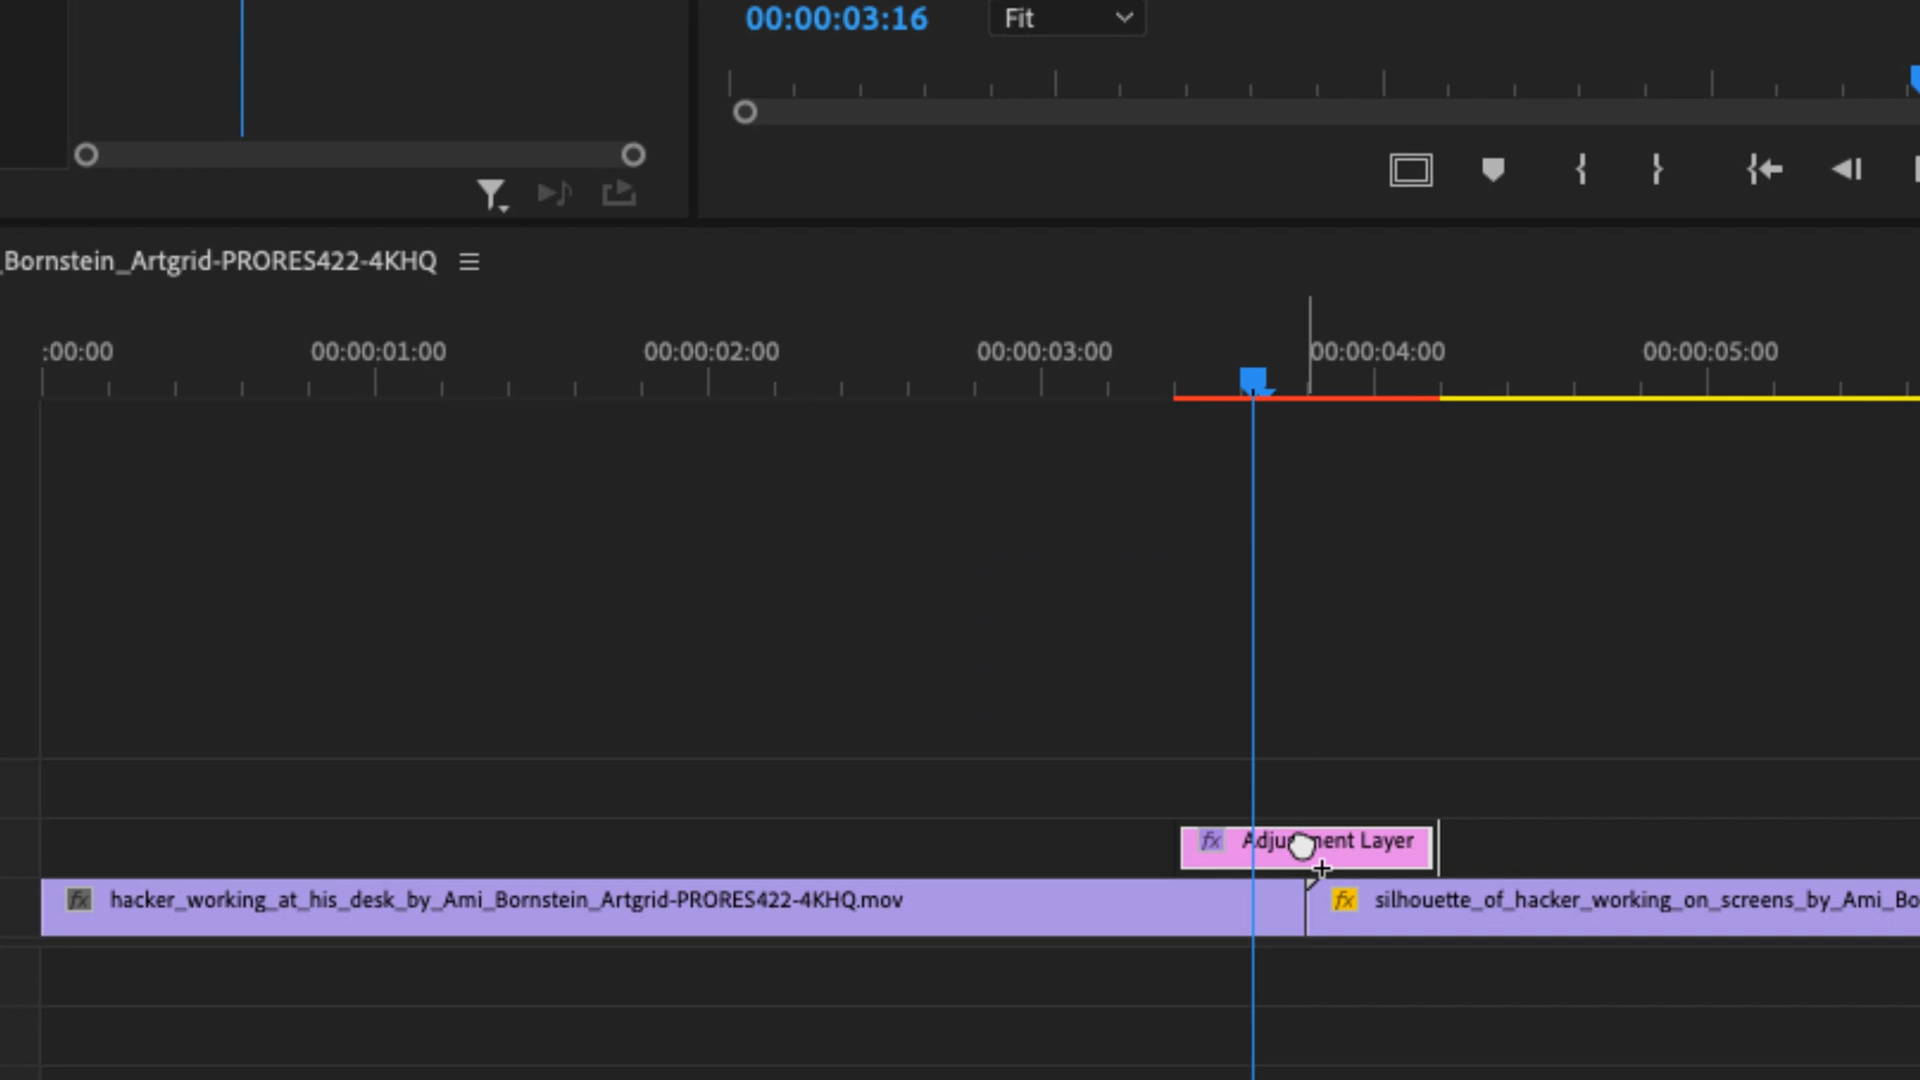 00:00:03:16
Fit
_Bornstein_Artgrid-PRORES422-4KHQ
:00:00 00:00:01:00 00:00:02:00 00:00:03:00 00:00:04:00 00:00:05:00
fx Adjustment Layer
fx hacker_working_at_his_desk_by_Ami_Bornstein_Artgrid-PRORES422-4KHQ.mov
fx silhouette_of_hacker_working_on_screens_by_Ami_Bo